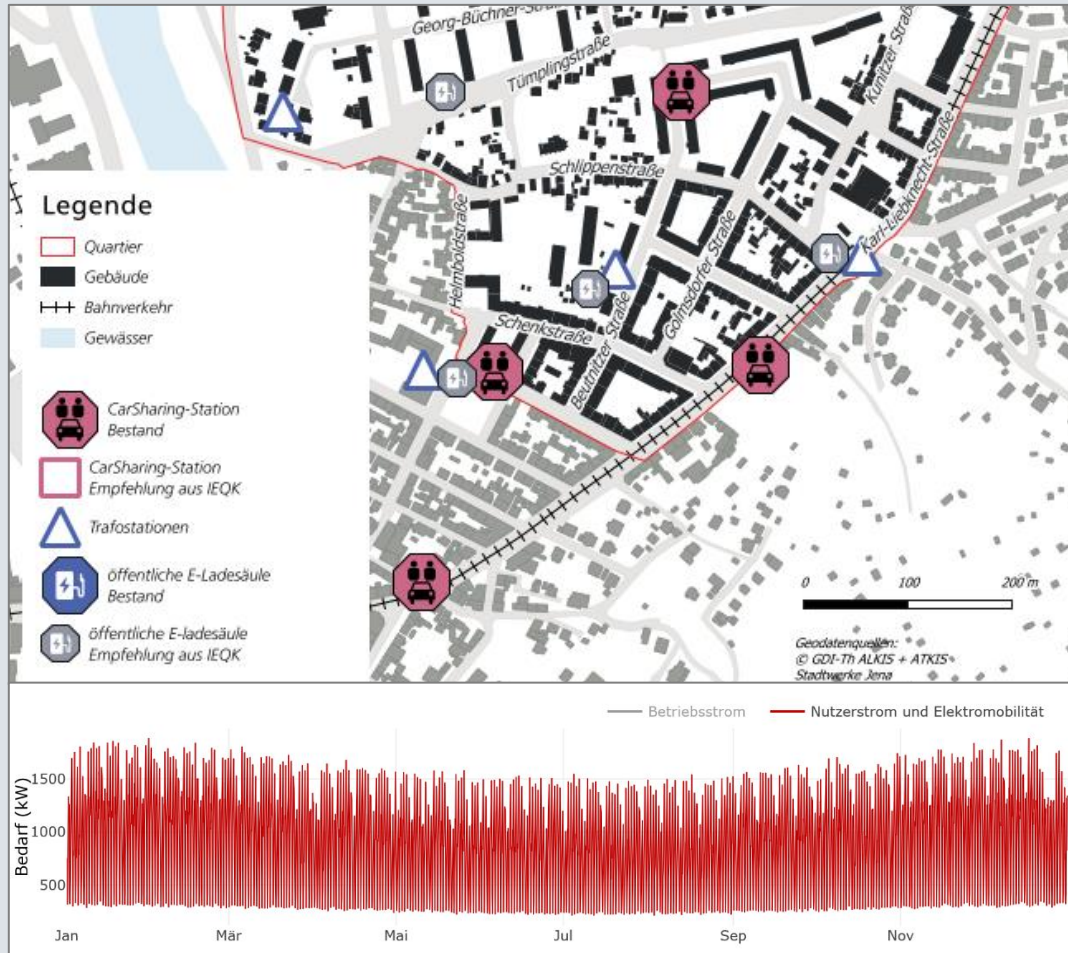 Georg-Büchner-Straße
Tümplingstraße
Kunitzer Straße
Schlippenstraße
Karl-Liebknecht-Straße
Helmboldstraße
Golmsdorfer Straße
Schenkstraße
Beutnitzer Straße
Legende
Quartier
Gebäude
Bahnverkehr
Gewässer
CarSharing-Station
Bestand
CarSharing-Station
Empfehlung aus IEQK
Trafostationen
öffentliche E-Ladesäule
Bestand
öffentliche E-ladesäule
Empfehlung aus IEQK
0 100 200 m
Geodatenquellen:
© GDI-Th ALKIS + ATKIS
Stadtwerke Jena
Betriebsstrom Nutzerstrom und Elektromobilität
Bedarf (kW)
1500
1000
500
Jan Mär Mai Jul Sep Nov